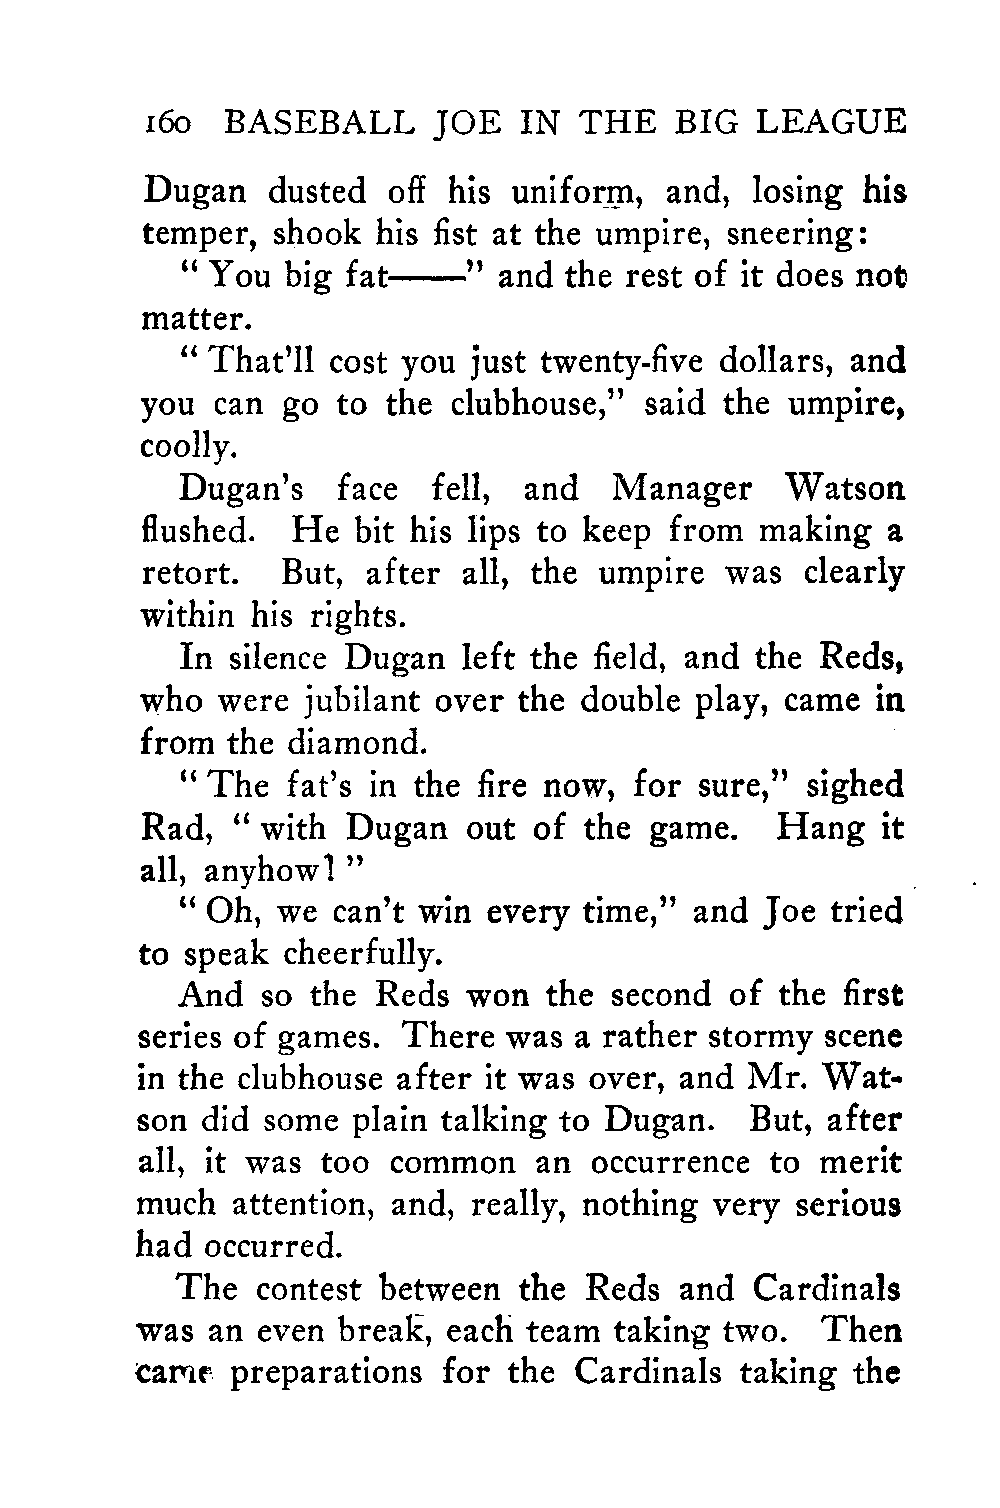 160 BASEBALL JOE IN THE BIG LEAGUE
Dugan dusted off his uniform, and, losing his
temper, shook his fist at the umpire, sneering:
“ You big fat——” and the rest of it does not
matter.
“ That’ll cost you just twenty-five dollars, and
you can go to the clubhouse,” said the umpire,
coolly.
Dugan’s face fell, and Manager Watson
flushed. He bit his lips to keep from making a
retort. But, after all, the umpire was clearly
within his rights.
In silence Dugan left the field, and the Reds,
who were jubilant over the double play, came in
from the diamond.
“ The fat’s in the fire now, for sure,” sighed
Rad, “ with Dugan out of the game. Hang it
all, anyhow! ”
“ Oh, we can’t win every time,” and Joe tried
to speak cheerfully.
And so the Reds won the second of the first
series of games. There was a rather stormy scene
in the clubhouse after it was over, and Mr. Wat-
son did some plain talking to Dugan. But, after
all, it was too common an occurrence to merit
much attention, and, really, nothing very serious
had occurred.
The contest between the Reds and Cardinals
was an even break, each team taking two. Then
came preparations for the Cardinals taking the